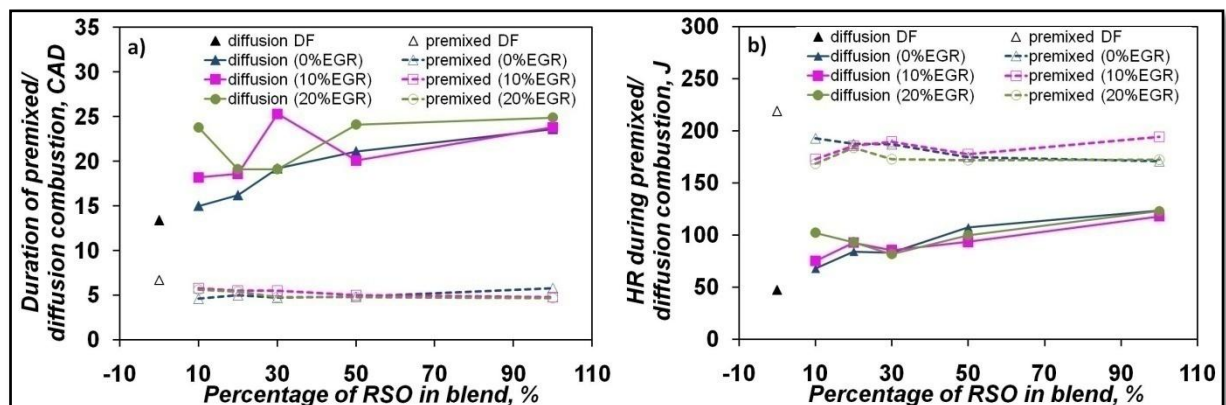 a)
diffusion DF
premixed DF
diffusion (0%EGR)
premixed (0%EGR)
diffusion (10%EGR)
premixed (10%EGR)
diffusion (20%EGR)
premixed (20%EGR)
35
30
25
20
15
10
5
0
Duration of premixed/
diffusion combustion, CAD
-10 10 30 50 70 90 110
Percentage of RSO in blend, %
b)
diffusion DF
premixed DF
diffusion (0%EGR)
premixed (0%EGR)
diffusion (10%EGR)
premixed (10%EGR)
diffusion (20%EGR)
premixed (20%EGR)
300
250
200
150
100
50
0
HR during premixed/
diffusion combustion, J
-10 10 30 50 70 90 110
Percentage of RSO in blend, %